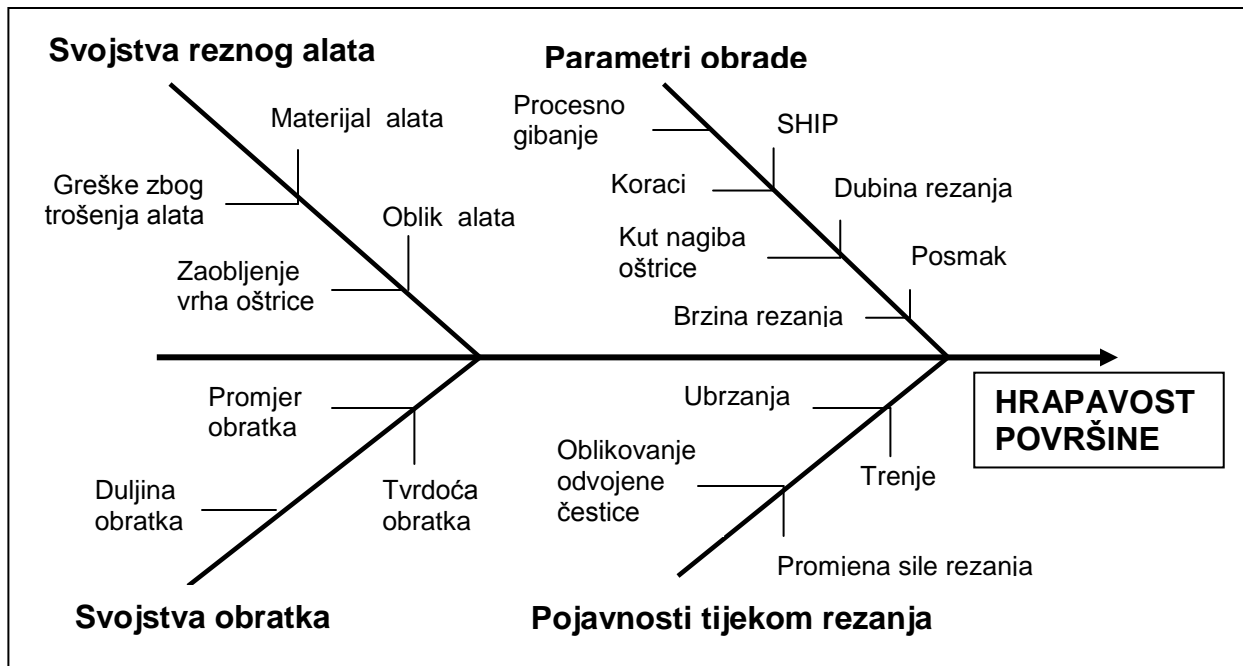 Svojstva reznog alata
Materijal alata
Greške zbog
trošenja alata
Oblik alata
Zaobljenje
vrha oštrice
Parametri obrade
Procesno
gibanje
SHIP
Koraci
Dubina rezanja
Kut nagiba
oštrice
Posmak
Brzina rezanja
HRAPAVOST
POVRŠINE
Promjer
obratka
Duljina
obratka
Tvrdoća
obratka
Svojstva obratka
Ubrzanja
Oblikovanje
odvojene
čestice
Trenje
Promjena sile rezanja
Pojavnosti tijekom rezanja